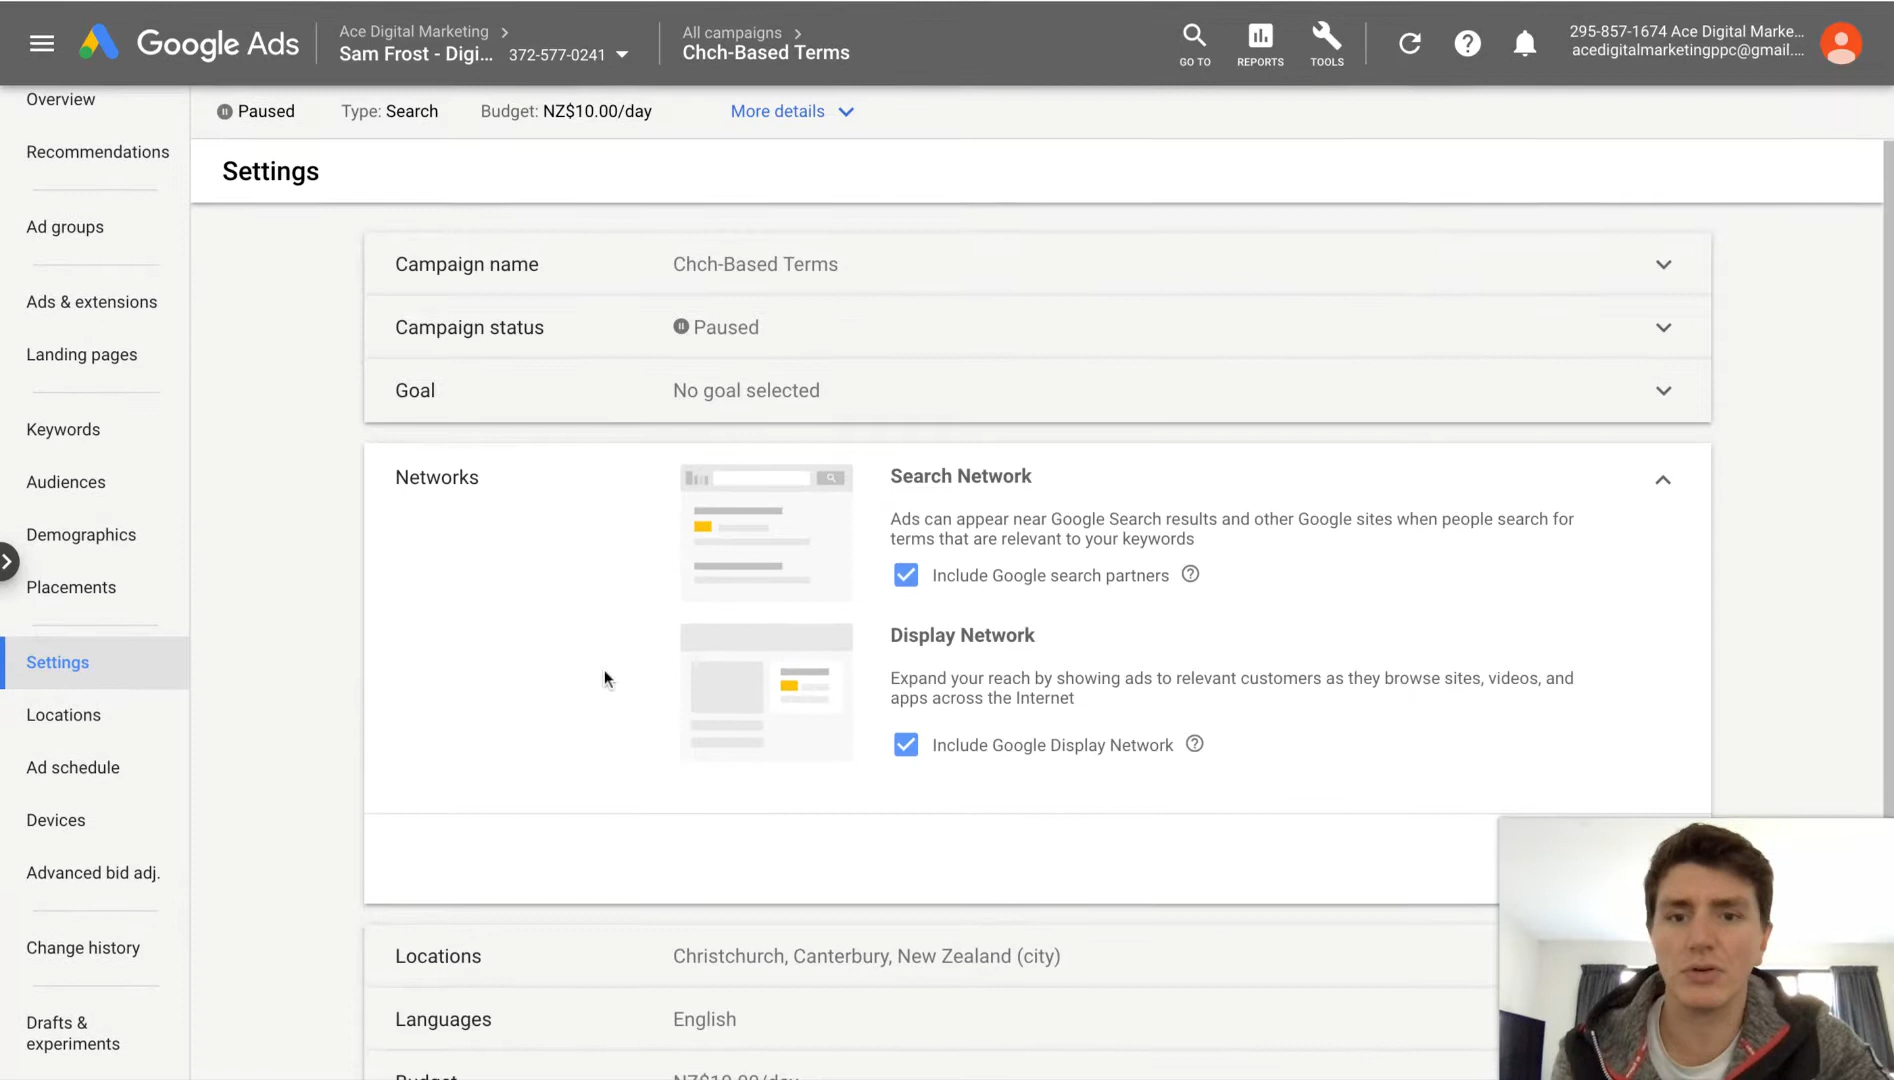 Google Ads
Ace Digital Marketing
Sam Frost - Digi... 372-577-0241
All campaigns
Chch-Based Terms
GO TO
REPORTS
TOOLS
295-857-1674 Ace Digital Marke...
acedigitalmarketingppc@gmail....
Overview
Recommendations
Ad groups
Ads & extensions
Landing pages
Keywords
Audiences
Demographics
Placements
Settings
Locations
Ad schedule
Devices
Advanced bid adj.
Change history
Drafts &
experiments
Paused Type: Search Budget: NZ$10.00/day More details
Settings
Campaign name Chch-Based Terms
Campaign status Paused
Goal No goal selected
Networks
Search Network
Ads can appear near Google Search results and other Google sites when people search for
terms that are relevant to your keywords
Include Google search partners
Display Network
Expand your reach by showing ads to relevant customers as they browse sites, videos, and
apps across the Internet
Include Google Display Network
Locations Christchurch, Canterbury, New Zealand (city)
Languages English
Budget NZ$10.00/day